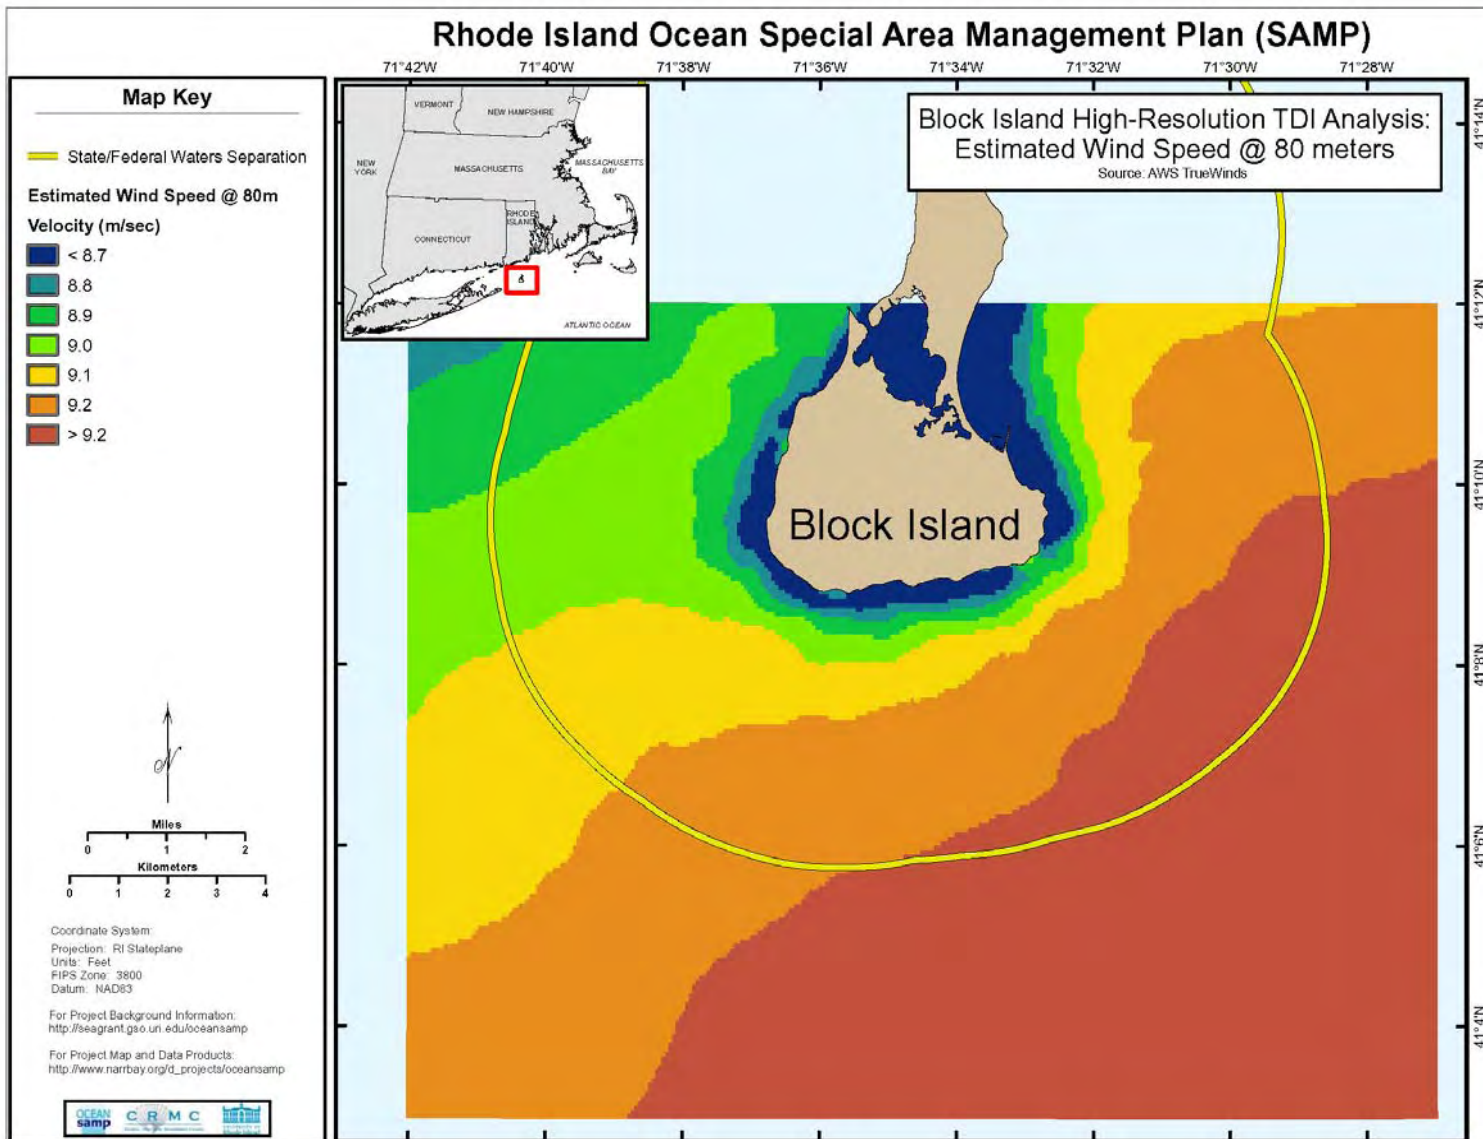 Rhode Island Ocean Special Area Management Plan (SAMP)
Map Key
State/Federal Waters Separation
Estimated Wind Speed @ 80m
Velocity (m/sec)
< 8.7
8.8
8.9
9.0
9.1
9.2
> 9.2
Miles
0 1 2
Kilometers
0 1 2 3 4
Coordinate System:
Projection: RI Stateplane
Units: Feet
FIPS Zone: 3800
Datum: NAD83
For Project Background Information:
http://seagrant.gso.uri.edu/oceansamp
For Project Map and Data Products:
http://www.narrbay.org/d_projects/oceansamp
OCEAN
samp
C R M C
71°42'W 71°40'W 71°38'W 71°36'W 71°34'W 71°32'W 71°30'W 71°28'W
VERMONT
NEW HAMPSHIRE
NEW
YORK
MASSACHUSETTS
MASSACHUSETTS
BAY
CONNECTICUT
RHODE
ISLAND
ATLANTIC OCEAN
Block Island High-Resolution TDI Analysis:
Estimated Wind Speed @ 80 meters
Source: AWS TrueWinds
Block Island
41°14'N
41°12'N
41°10'N
41°8'N
41°6'N
41°4'N